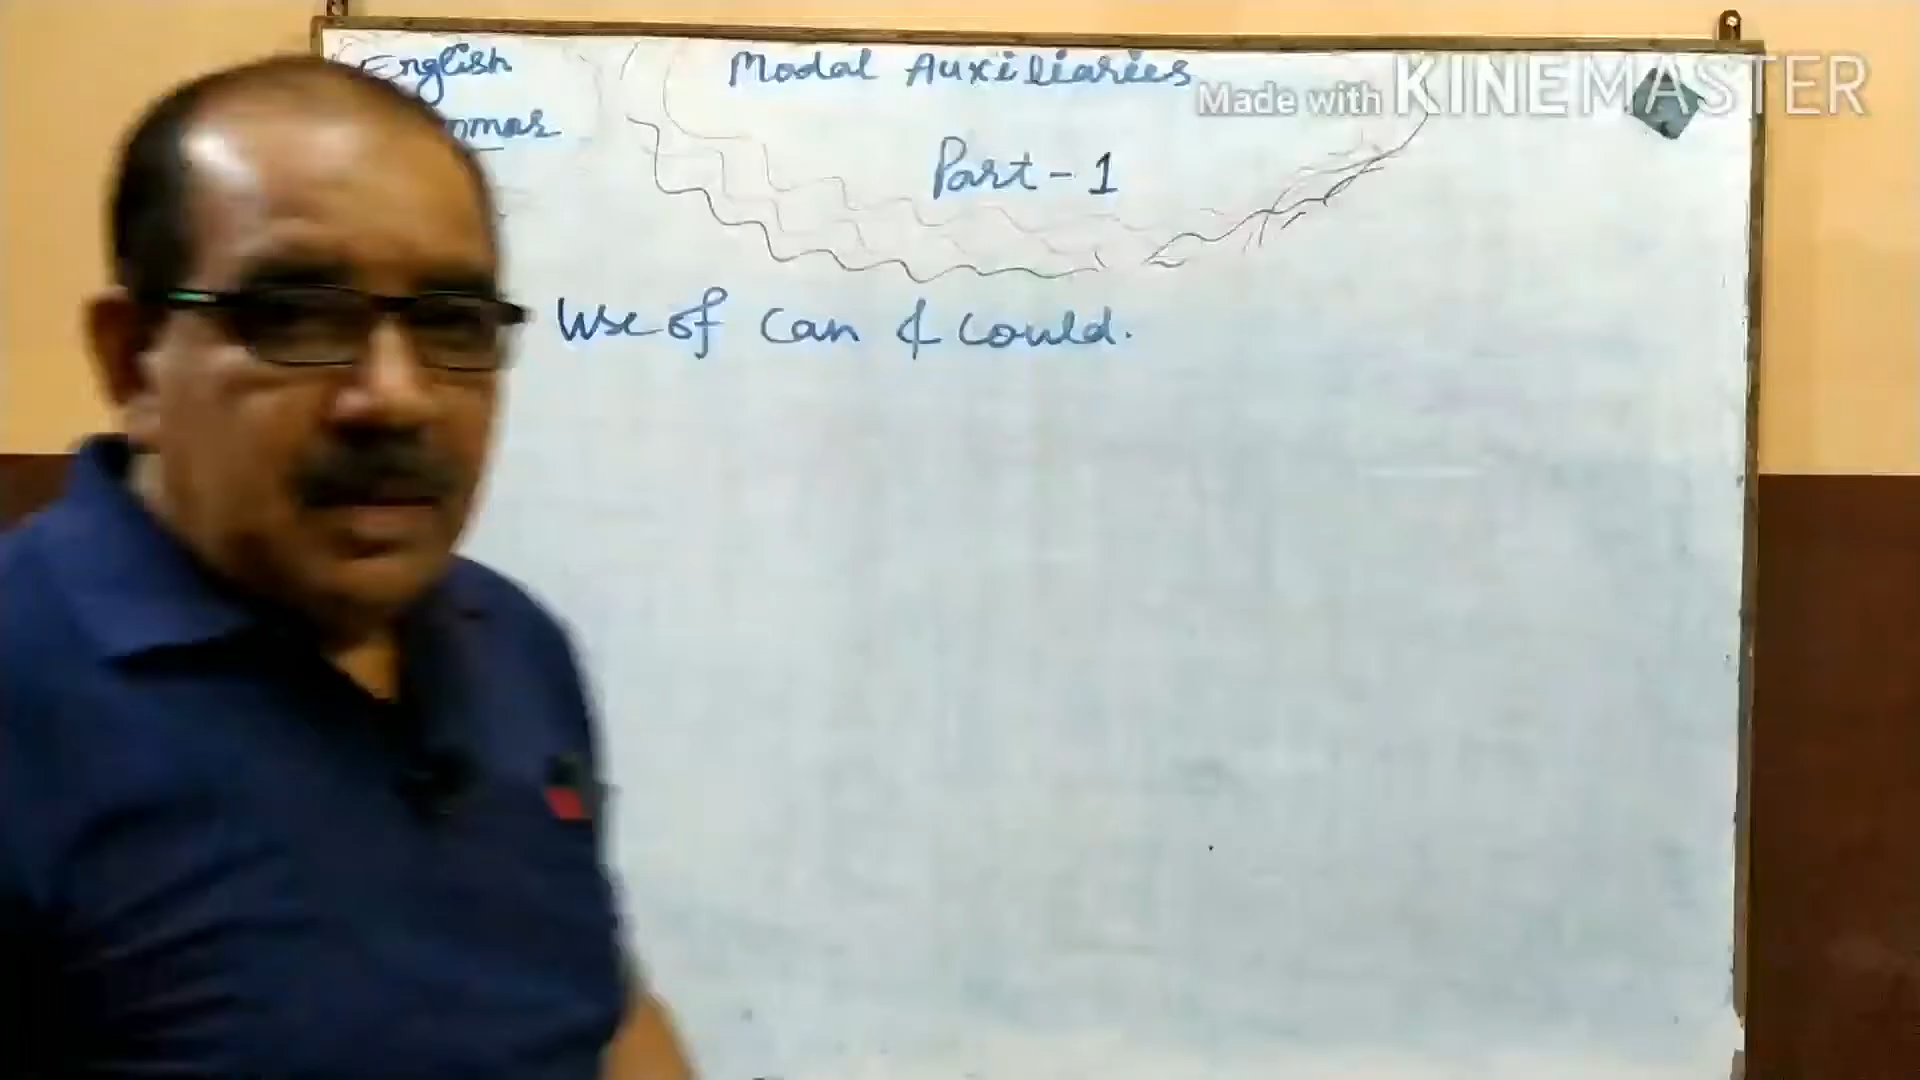 English
Modal Auxiliaries
Made with KINEMASTER
Part - 1
Use of Can & Could.